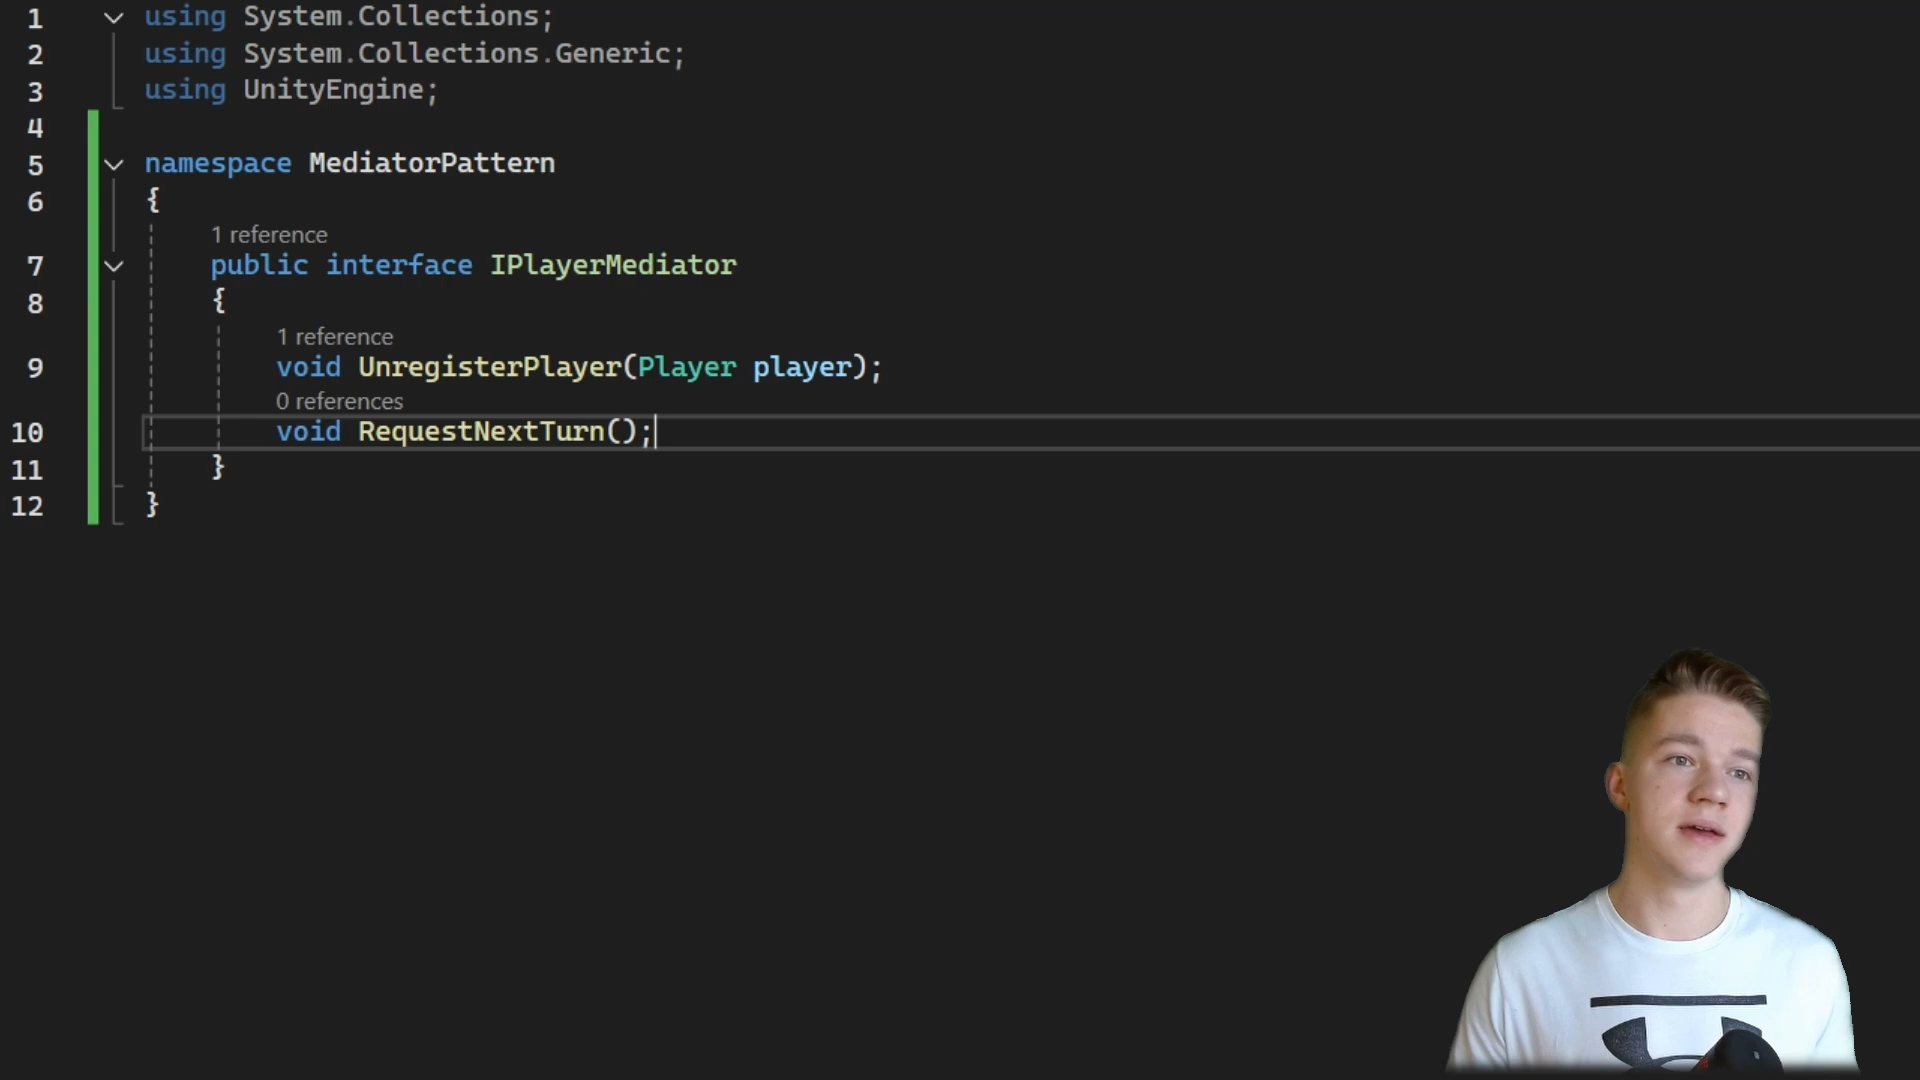 1 using System.Collections;
2 using System.Collections.Generic;
3 using UnityEngine;
4
5 namespace MediatorPattern
6 {
1 reference
7 public interface IPlayerMediator
8 {
1 reference
9 void UnregisterPlayer(Player player);
0 references
10 void RequestNextTurn();
11 }
12 }